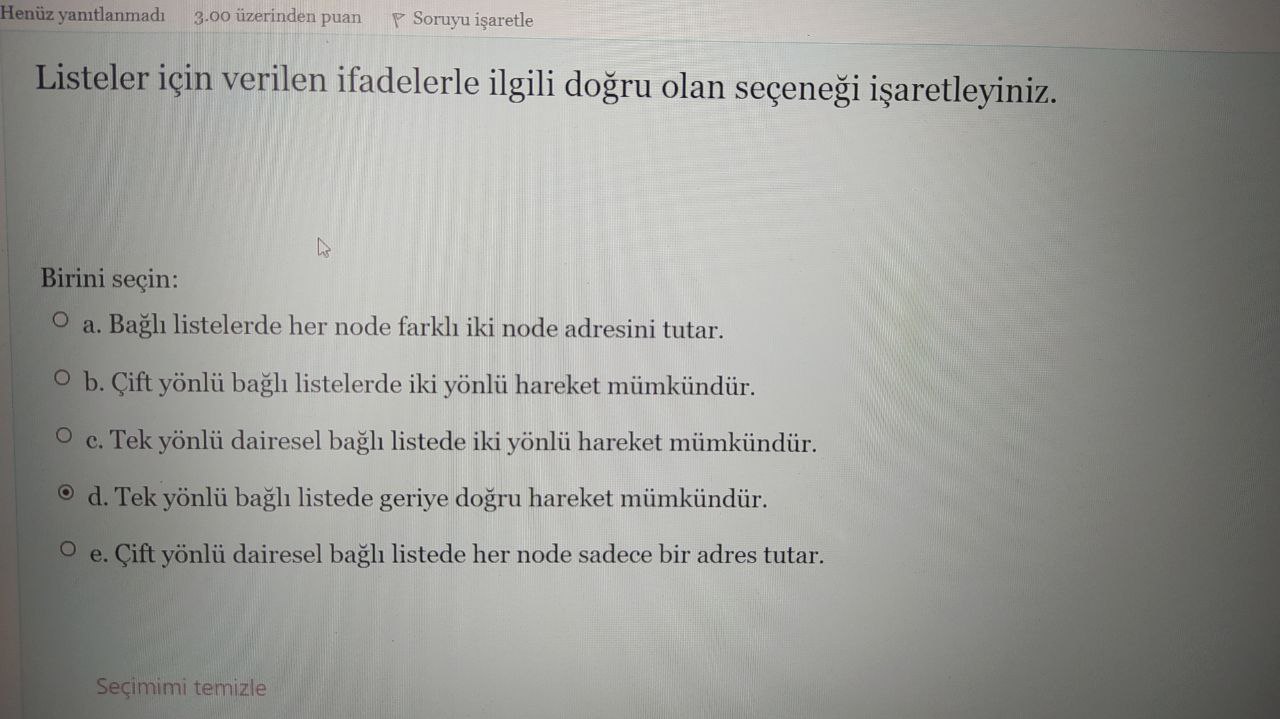 Henüz yanıtlanmadı 3.00 üzerinden puan Soruyu işaretle
Listeler için verilen ifadelerle ilgili doğru olan seçeneği işaretleyiniz.
Birini seçin:
a. Bağlı listelerde her node farklı iki node adresini tutar.
b. Çift yönlü bağlı listelerde iki yönlü hareket mümkündür.
c. Tek yönlü dairesel bağlı listede iki yönlü hareket mümkündür.
d. Tek yönlü bağlı listede geriye doğru hareket mümkündür.
e. Çift yönlü dairesel bağlı listede her node sadece bir adres tutar.
Seçimimi temizle